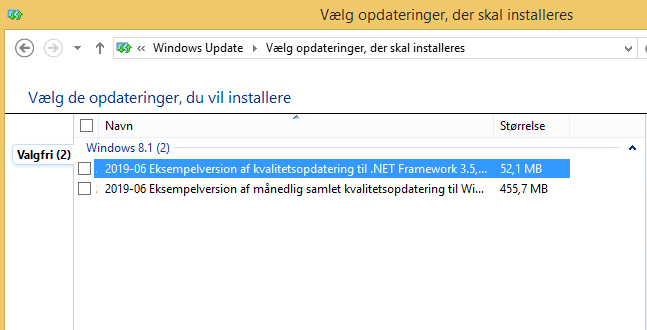 Vælg opdateringer, der skal installeres
« Windows Update › Vælg opdateringer, der skal installeres
Vælg de opdateringer, du vil installere
Navn Størrelse
Valgfri (2)
Windows 8.1 (2)
2019-06 Eksempelversion af kvalitetsopdatering til .NET Framework 3.5,... 52,1 MB
2019-06 Eksempelversion af månedlig samlet kvalitetsopdatering til Wi... 455,7 MB